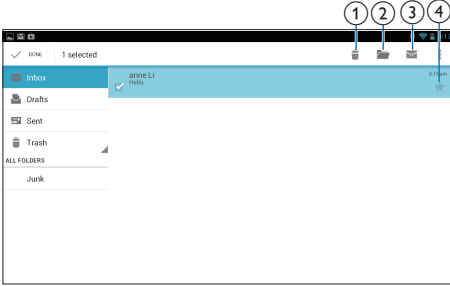 1 2 3 4
DONE 1 selected
Inbox
Drafts
Sent
Trash
ALL FOLDERS
Junk
anne Li
Hello